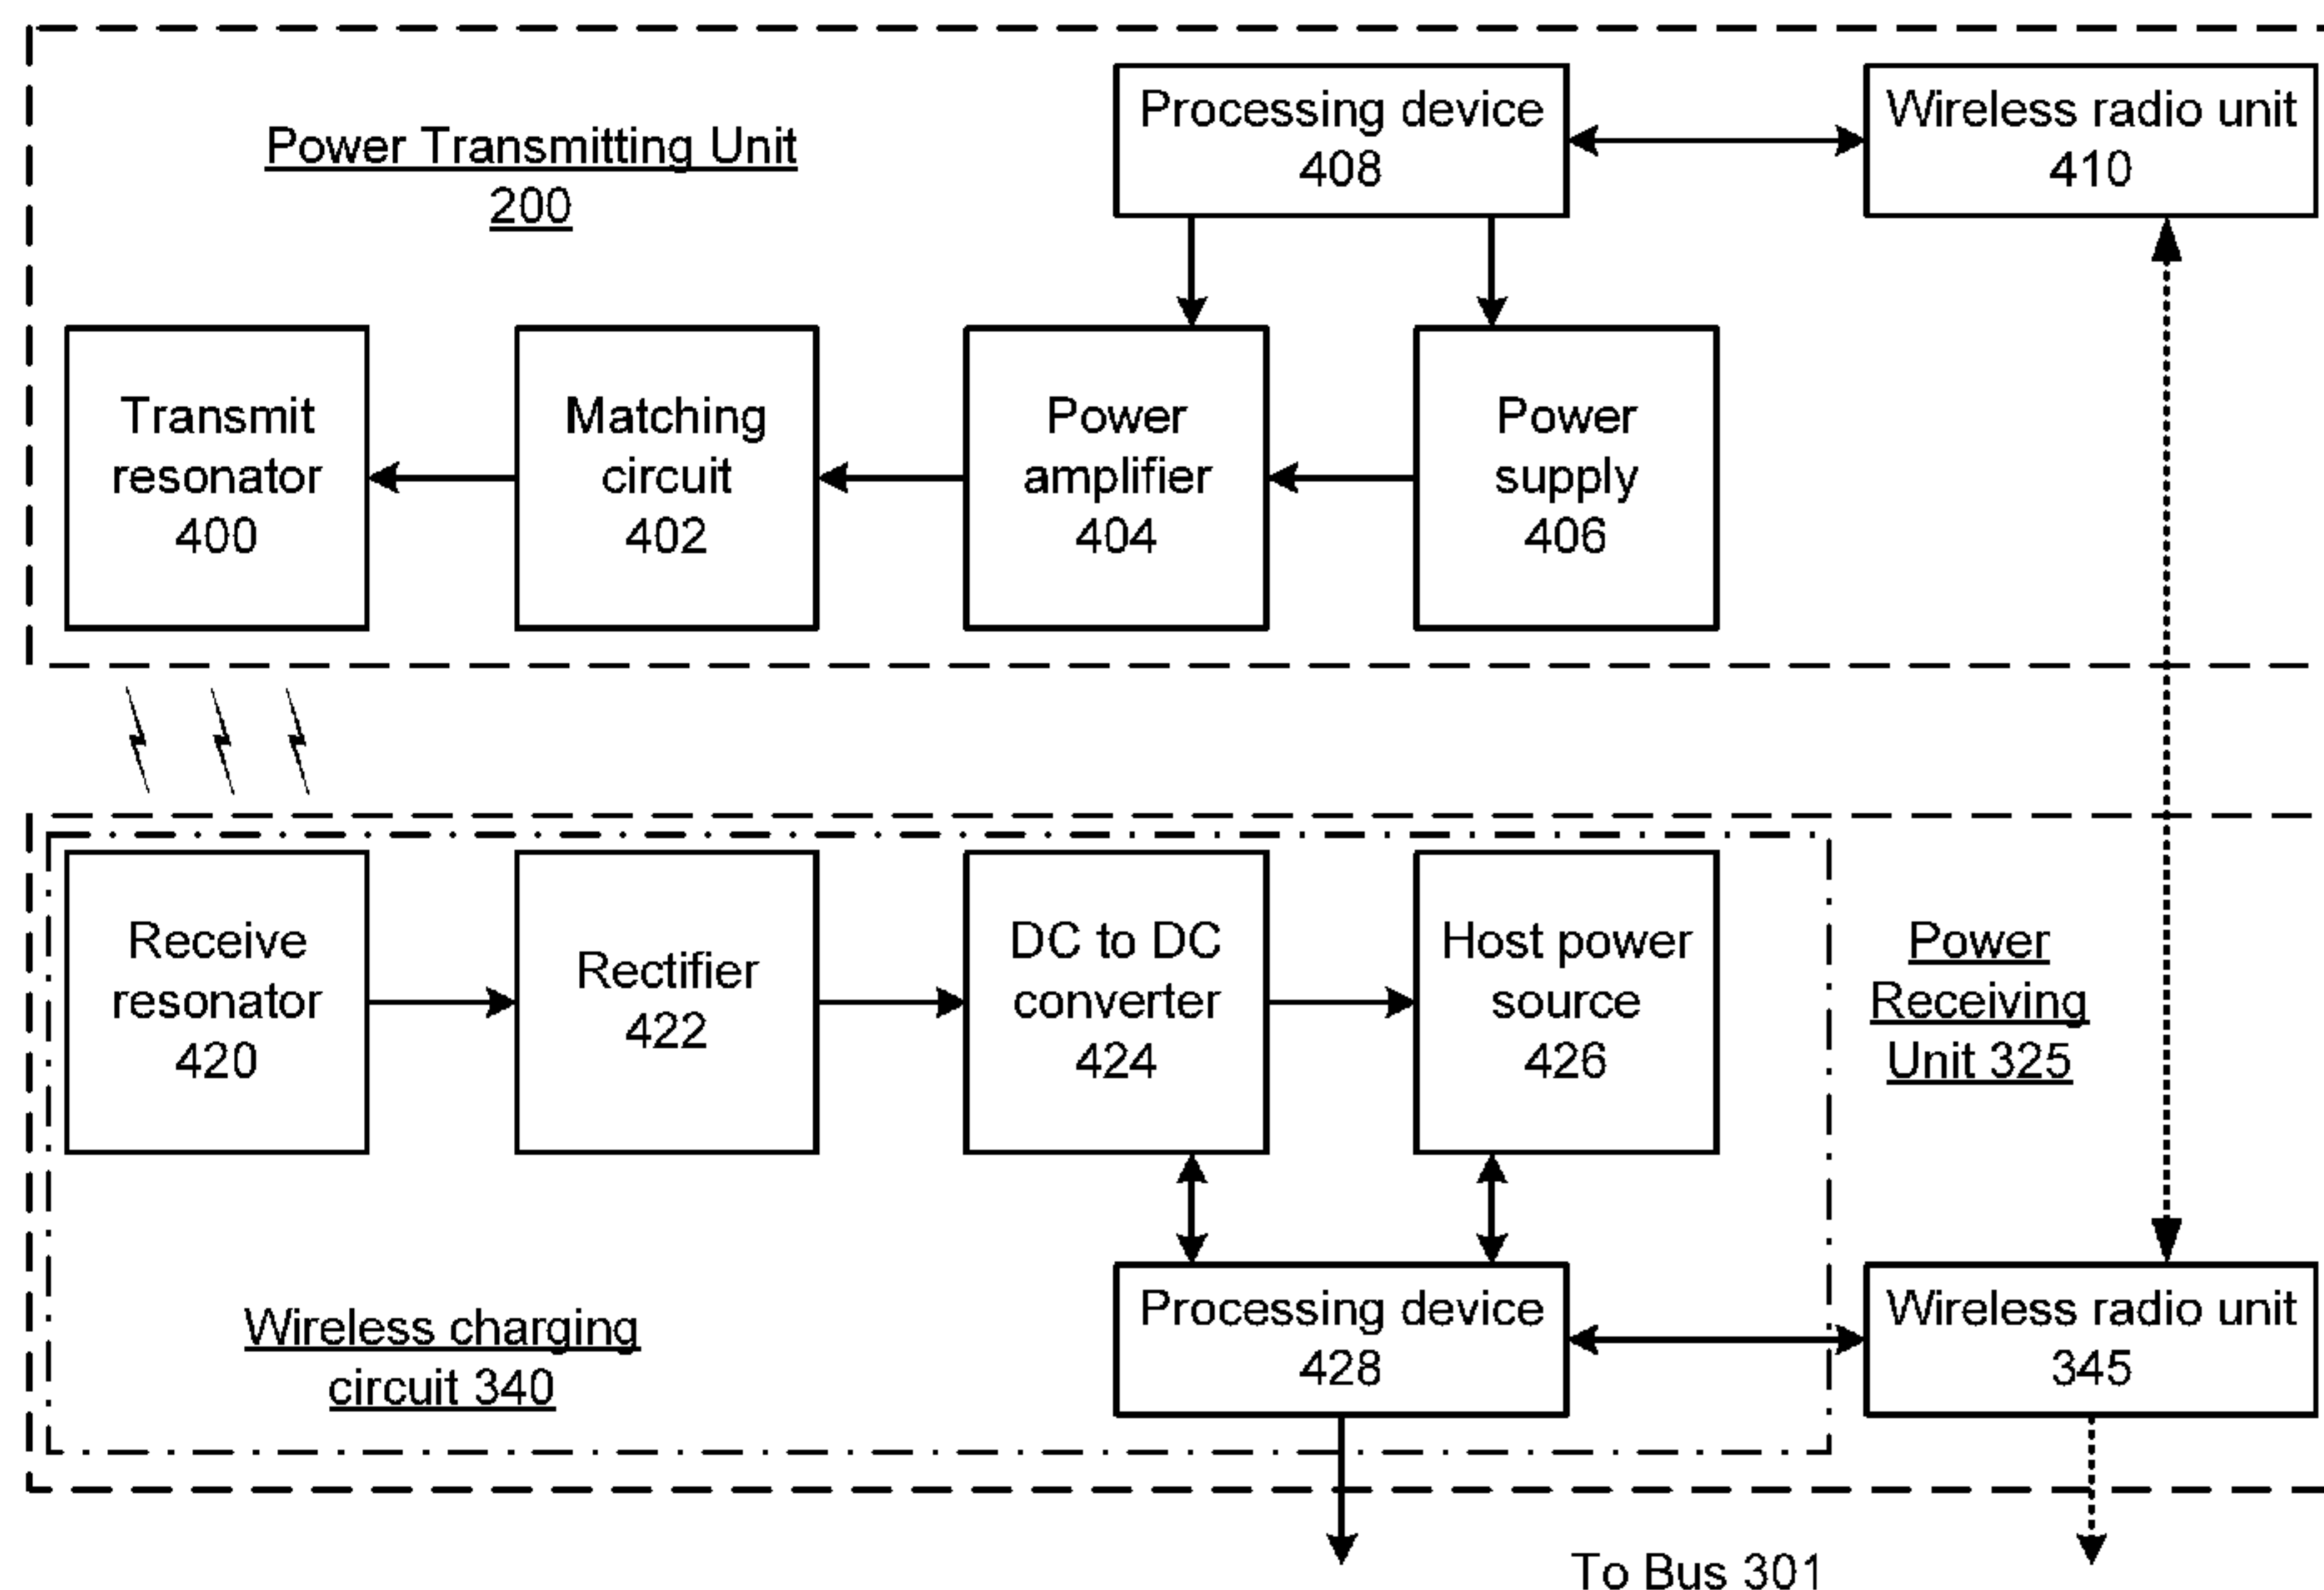 Power Transmitting Unit
200
Processing device
408
Wireless radio unit
410
Transmit
resonator
400
Matching
circuit
402
Power
amplifier
404
Power
supply
406
Receive
resonator
420
Rectifier
422
DC to DC
converter
424
Host power
source
426
Power
Receiving
Unit 325
Wireless charging
circuit 340
Processing device
428
Wireless radio unit
345
To Bus 301